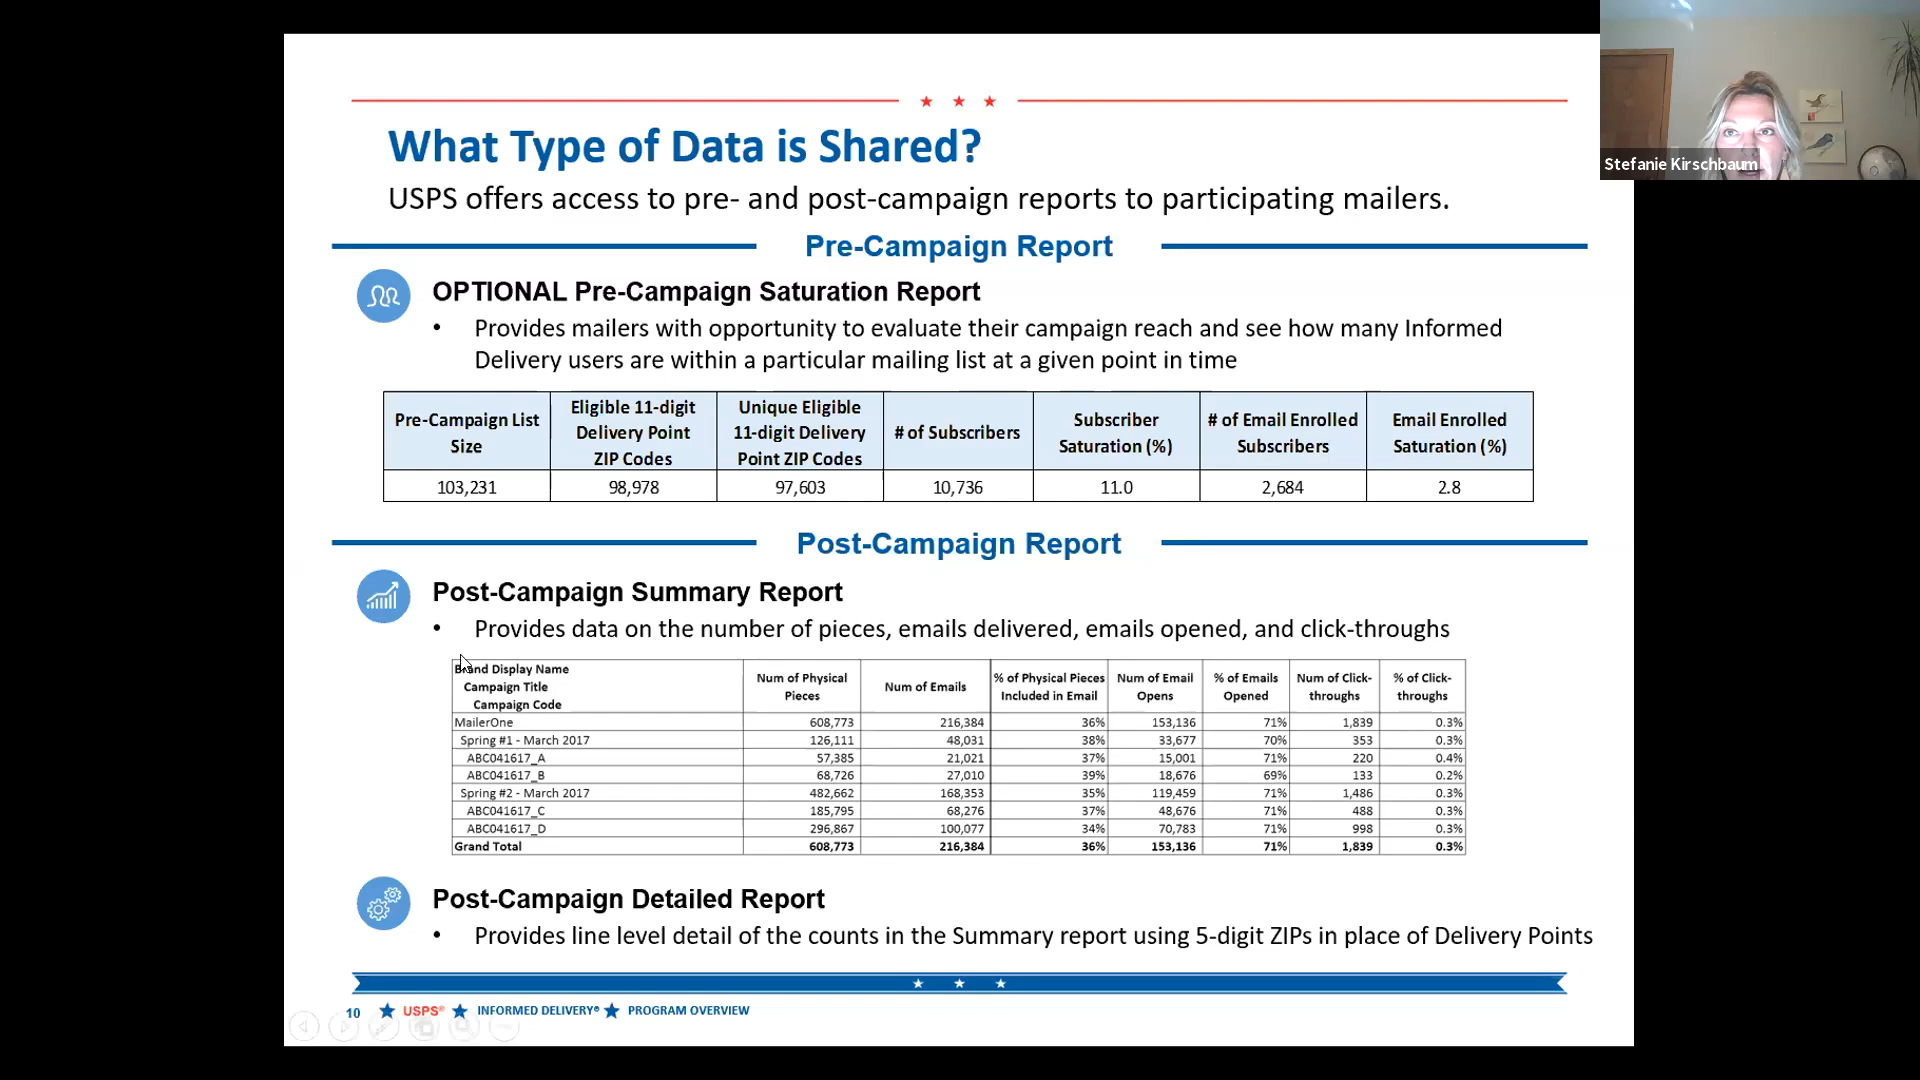 What Type of Data is Shared?
USPS offers access to pre- and post-campaign reports to participating mailers.
Stefanie Kirschbaum
Pre-Campaign Report
OPTIONAL Pre-Campaign Saturation Report
• Provides mailers with opportunity to evaluate their campaign reach and see how many Informed
Delivery users are within a particular mailing list at a given point in time
Pre-Campaign List Size | Eligible 11-digit Delivery Point ZIP Codes | Unique Eligible 11-digit Delivery Point ZIP Codes | # of Subscribers | Subscriber Saturation (%) | # of Email Enrolled Subscribers | Email Enrolled Saturation (%)
103,231 | 98,978 | 97,603 | 10,736 | 11.0 | 2,684 | 2.8
Post-Campaign Report
Post-Campaign Summary Report
• Provides data on the number of pieces, emails delivered, emails opened, and click-throughs
Brand Display Name Campaign Title Campaign Code | Num of Physical Pieces | Num of Emails | % of Physical Pieces Included in Email | Num of Email Opens | % of Emails Opened | Num of Click-throughs | % of Click-throughs
MailerOne | 608,773 | 216,384 | 36% | 153,136 | 71% | 1,839 | 0.3%
Spring #1 - March 2017 | 126,111 | 48,031 | 38% | 33,677 | 70% | 353 | 0.3%
ABC041617_A | 57,385 | 21,021 | 37% | 15,001 | 71% | 220 | 0.4%
ABC041617_B | 68,726 | 27,010 | 39% | 18,676 | 69% | 133 | 0.2%
Spring #2 - March 2017 | 482,662 | 168,353 | 35% | 119,459 | 71% | 1,486 | 0.3%
ABC041617_C | 185,795 | 68,276 | 37% | 48,676 | 71% | 488 | 0.3%
ABC041617_D | 296,867 | 100,077 | 34% | 70,783 | 71% | 998 | 0.3%
Grand Total | 608,773 | 216,384 | 36% | 153,136 | 71% | 1,839 | 0.3%
Post-Campaign Detailed Report
• Provides line level detail of the counts in the Summary report using 5-digit ZIPs in place of Delivery Points
10 ★ USPS® ★ INFORMED DELIVERY® ★ PROGRAM OVERVIEW